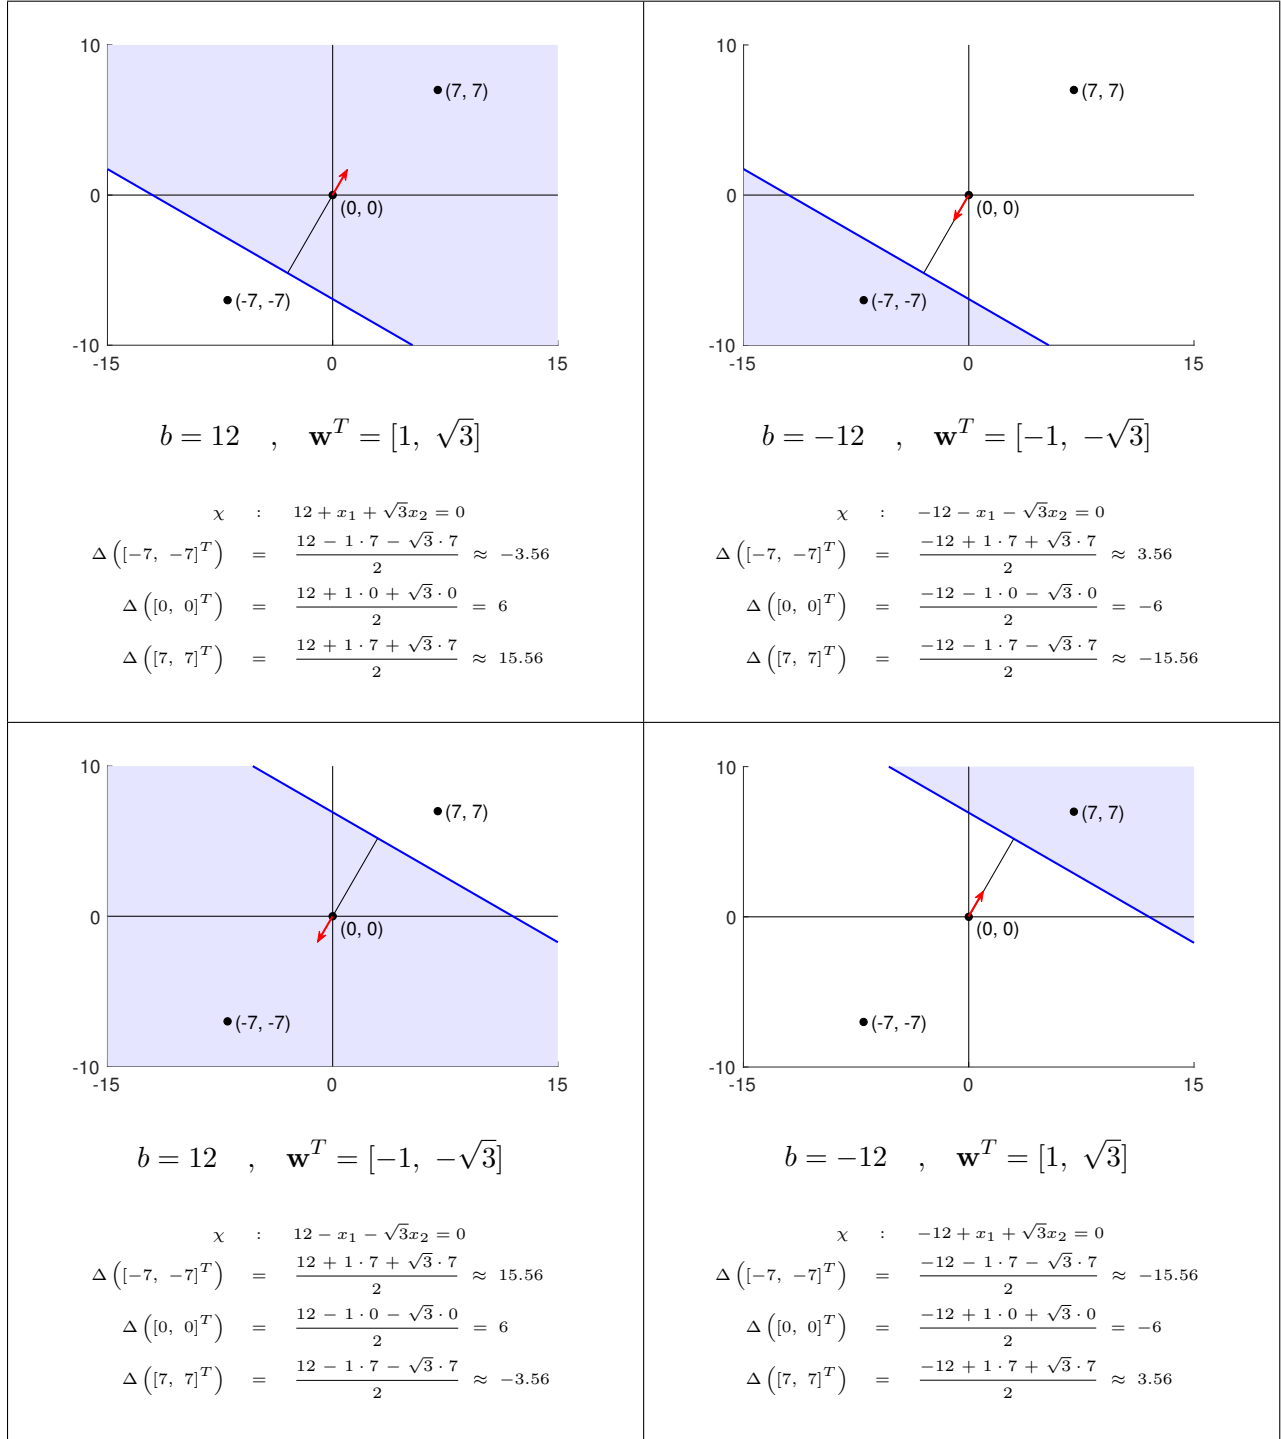 10
(7, 7)
0
(0, 0)
(-7, -7)
-10
-15 0 15
b = 12 , w^T = [1, √3]
χ : 12 + x₁ + √3x₂ = 0
Δ([−7, −7]^T) = (12 − 1 · 7 − √3 · 7)/2 ≈ −3.56
Δ([0, 0]^T) = (12 + 1 · 0 + √3 · 0)/2 = 6
Δ([7, 7]^T) = (12 + 1 · 7 + √3 · 7)/2 ≈ 15.56
10
(7, 7)
0
(0, 0)
(-7, -7)
-10
-15 0 15
b = −12 , w^T = [−1, −√3]
χ : −12 − x₁ − √3x₂ = 0
Δ([−7, −7]^T) = (−12 + 1 · 7 + √3 · 7)/2 ≈ 3.56
Δ([0, 0]^T) = (−12 − 1 · 0 − √3 · 0)/2 = −6
Δ([7, 7]^T) = (−12 − 1 · 7 − √3 · 7)/2 ≈ −15.56
10
(7, 7)
0
(0, 0)
(-7, -7)
-10
-15 0 15
b = 12 , w^T = [−1, −√3]
χ : 12 − x₁ − √3x₂ = 0
Δ([−7, −7]^T) = (12 + 1 · 7 + √3 · 7)/2 ≈ 15.56
Δ([0, 0]^T) = (12 − 1 · 0 − √3 · 0)/2 = 6
Δ([7, 7]^T) = (12 − 1 · 7 − √3 · 7)/2 ≈ −3.56
10
(7, 7)
0
(0, 0)
(-7, -7)
-10
-15 0 15
b = −12 , w^T = [1, √3]
χ : −12 + x₁ + √3x₂ = 0
Δ([−7, −7]^T) = (−12 − 1 · 7 − √3 · 7)/2 ≈ −15.56
Δ([0, 0]^T) = (−12 + 1 · 0 + √3 · 0)/2 = −6
Δ([7, 7]^T) = (−12 + 1 · 7 + √3 · 7)/2 ≈ 3.56